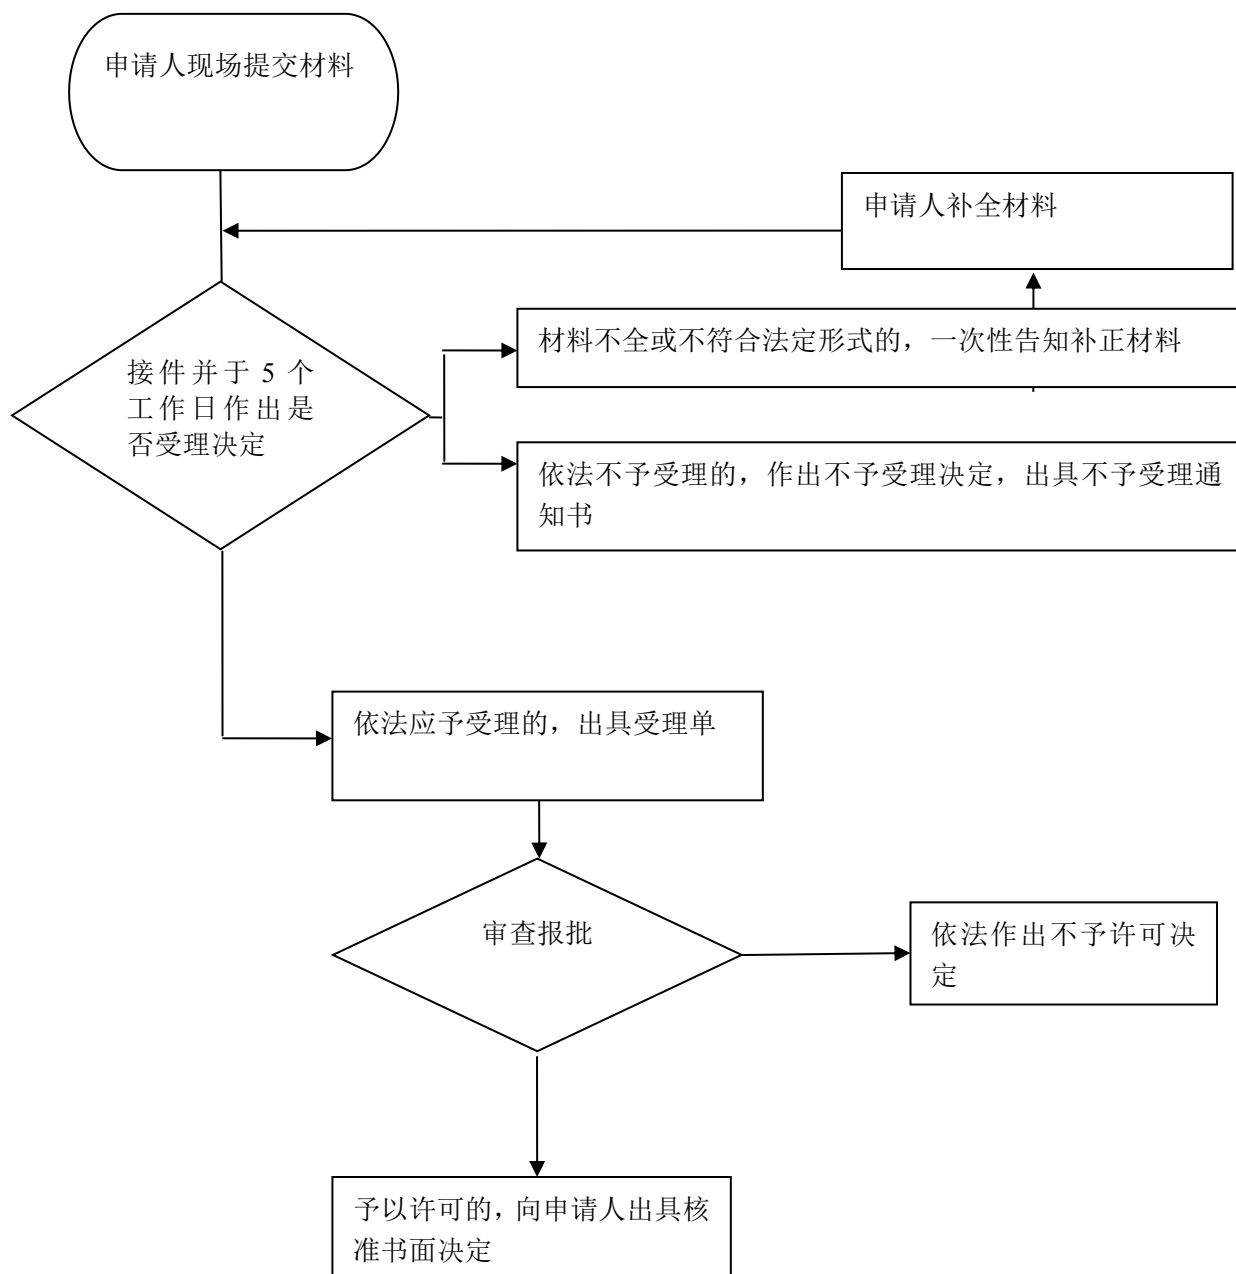 申请人现场提交材料
申请人补全材料
材料不全或不符合法定形式的，一次性告知补正材料
接件并于 5 个
工作日作出是
否受理决定
依法不予受理的，作出不予受理决定，出具不予受理通
知书
依法应予受理的，出具受理单
审查报批
依法作出不予许可决
定
予以许可的，向申请人出具核
准书面决定